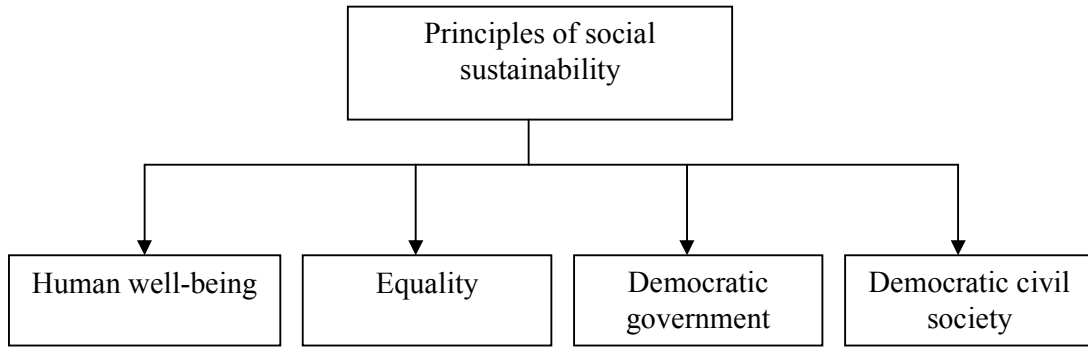 Principles of social
sustainability
Human well-being
Equality
Democratic
government
Democratic civil
society